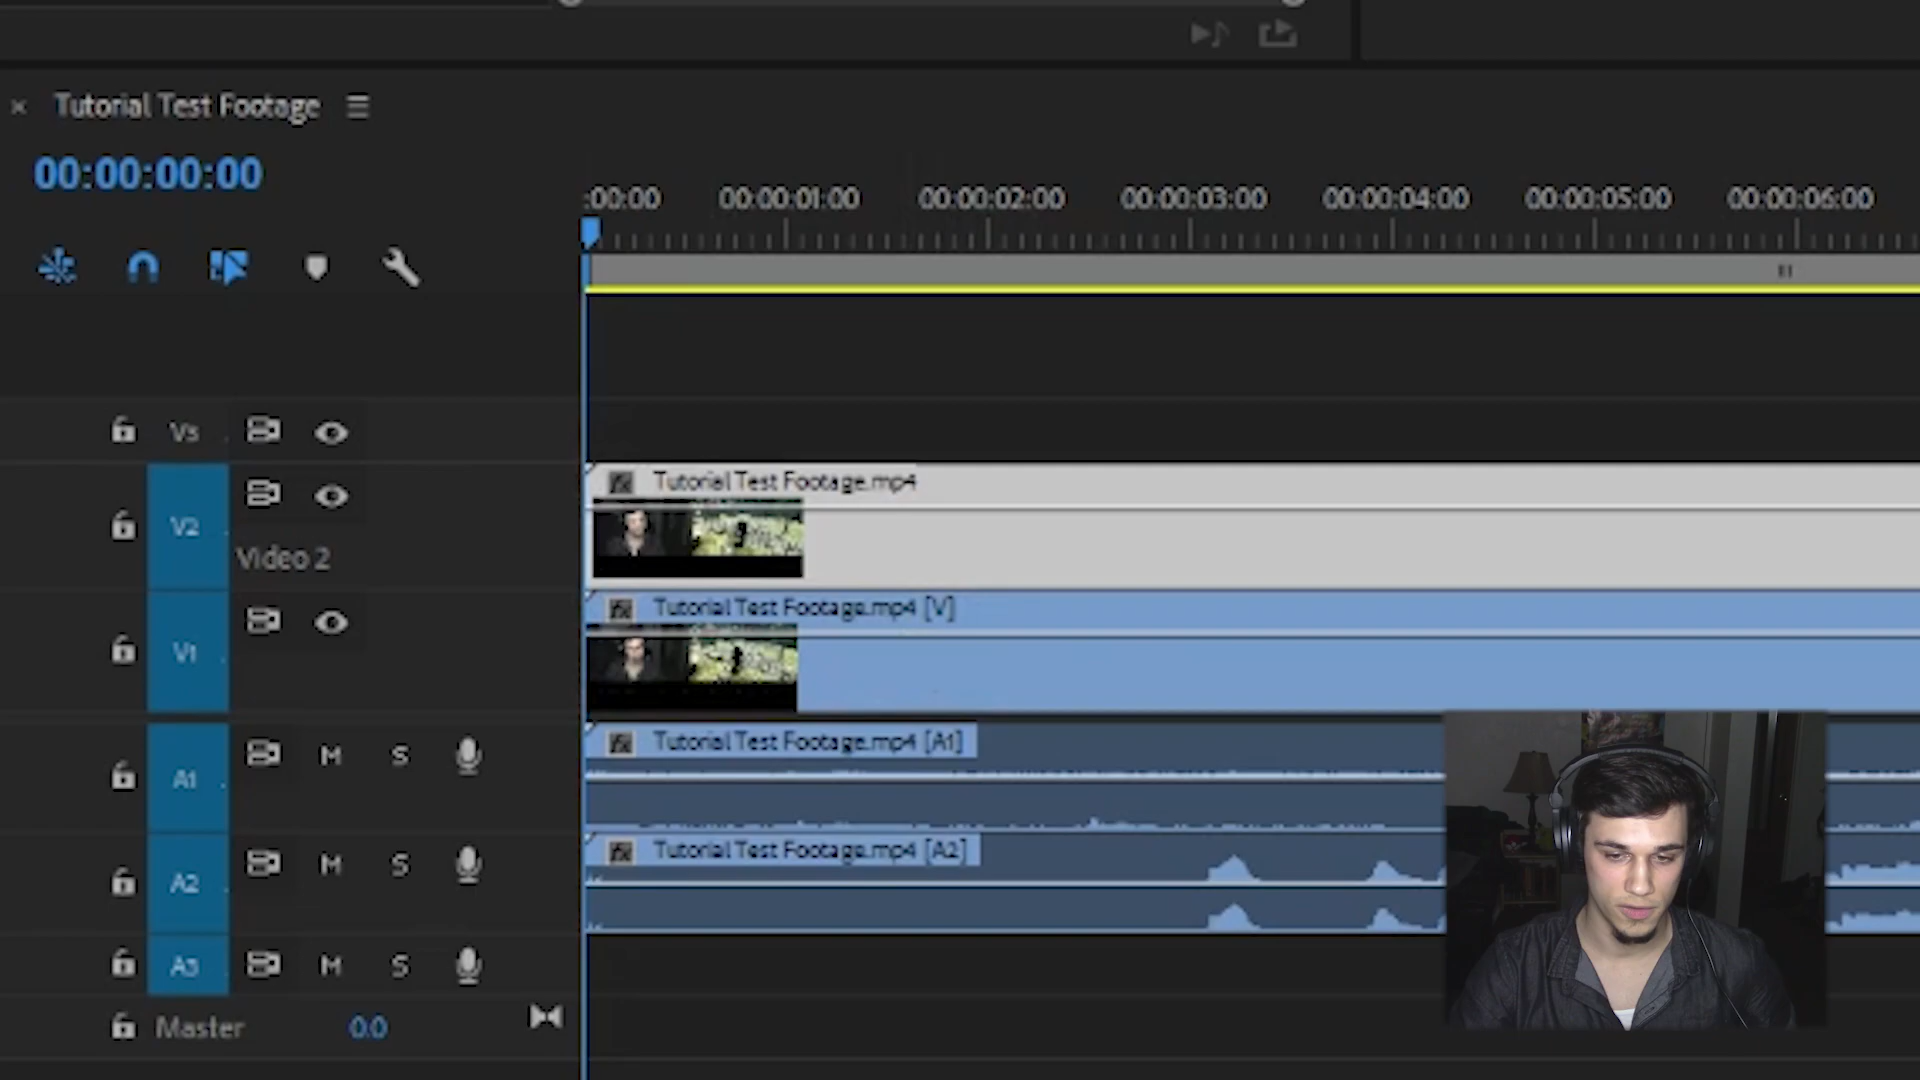 × Tutorial Test Footage
00:00:00:00
:00:00 00:00:01:00 00:00:02:00 00:00:03:00 00:00:04:00 00:00:05:00 00:00:06:00
V3
Tutorial Test Footage.mp4
V2
Video 2
Tutorial Test Footage.mp4 [V]
V1
Tutorial Test Footage.mp4 [A1]
A1 M S
Tutorial Test Footage.mp4 [A2]
A2 M S
A3 M S
Master 0.0